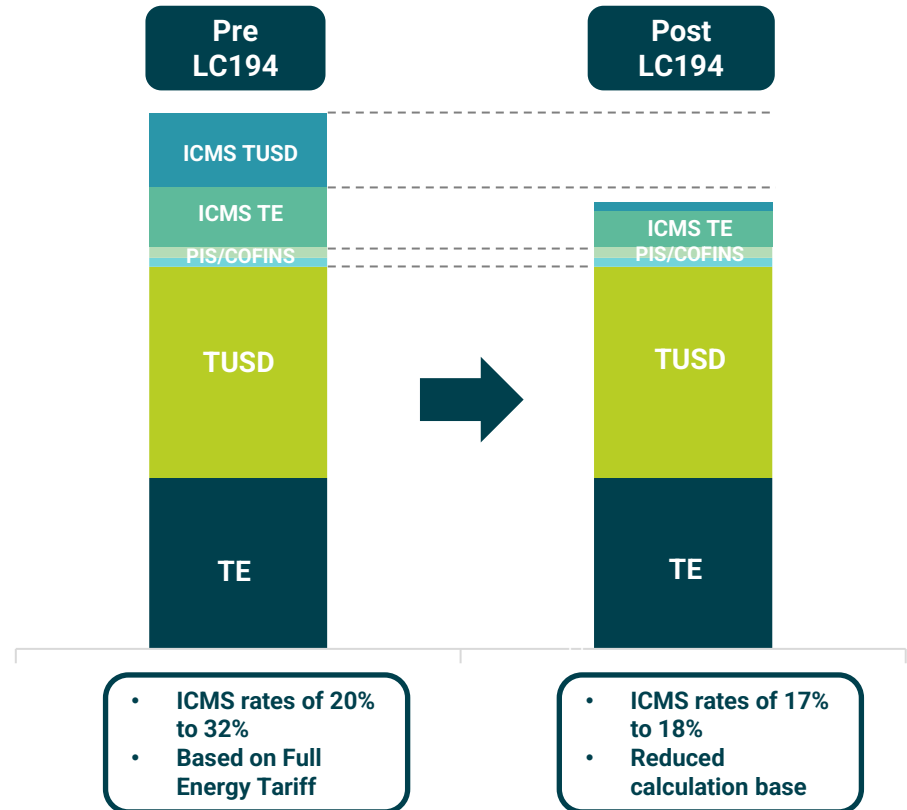 Pre
LC194
Post
LC194
ICMS TUSD
ICMS TE
PIS/COFINS
TUSD
TE
ICMS TE
PIS/COFINS
TUSD
TE
• ICMS rates of 20%
to 32%
• Based on Full
Energy Tariff
• ICMS rates of 17%
to 18%
• Reduced
calculation base